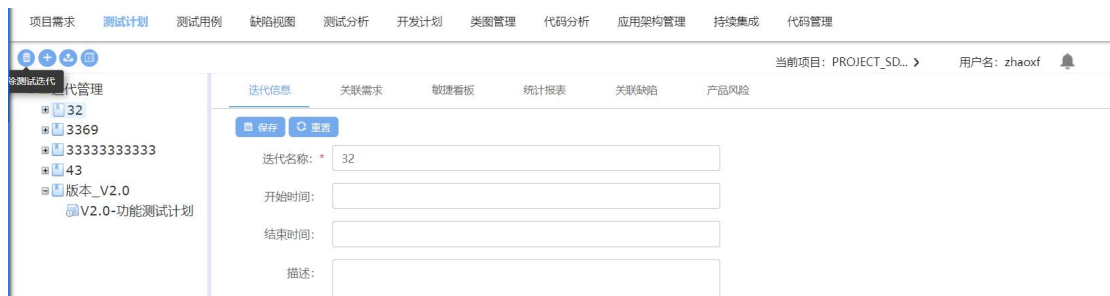 项目需求 测试计划 测试用例 缺陷视图 测试分析 开发计划 类图管理 代码分析 应用架构管理 持续集成 代码管理
当前项目：PROJECT_SD... 用户名：zhaoxf
除测试迭代
迭代管理 迭代信息 关联需求 敏捷看板 统计报表 关联缺陷 产品风险
32
3369 保存 重置
33333333333
迭代名称：* 32
43
版本_V2.0
开始时间：
V2.0-功能测试计划
结束时间：
描述：